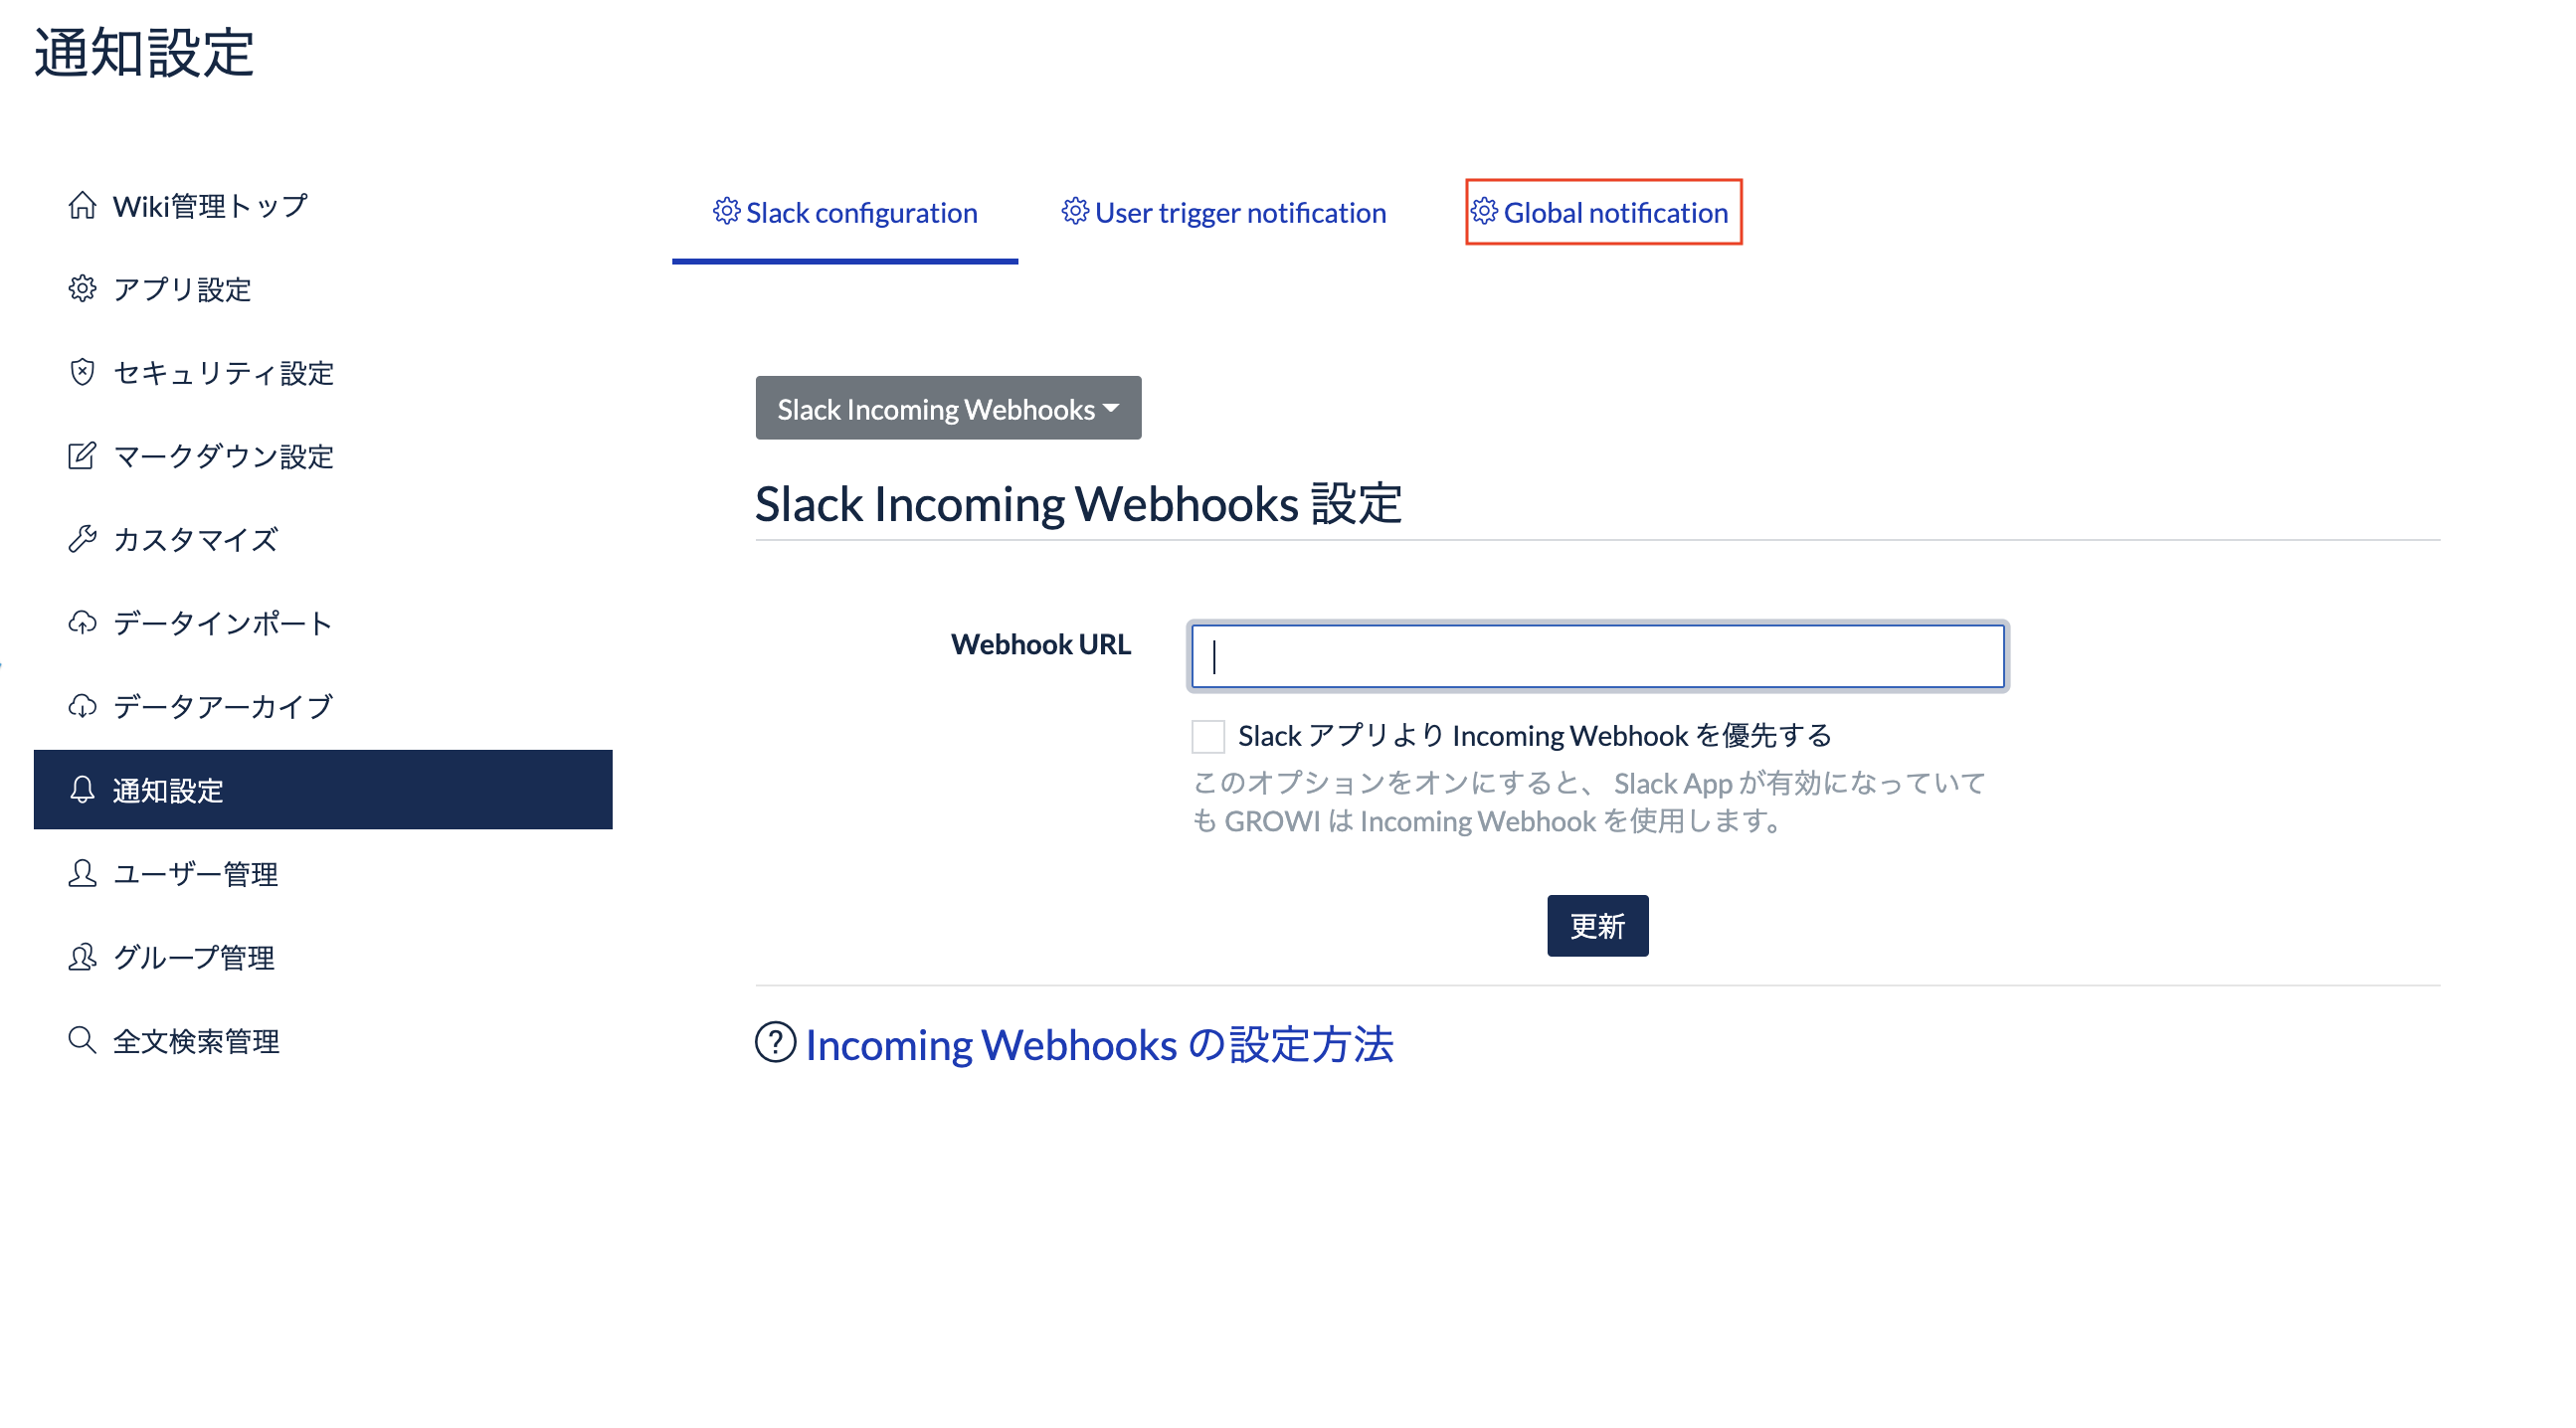 通知設定
Wiki管理トップ
アプリ設定
セキュリティ設定
マークダウン設定
カスタマイズ
データインポート
データアーカイブ
通知設定
ユーザー管理
グループ管理
全文検索管理
Slack configuration
User trigger notification
Global notification
Slack Incoming Webhooks
Slack Incoming Webhooks 設定
Webhook URL
Slack アプリより Incoming Webhook を優先する
このオプションをオンにすると、 Slack App が有効になっていて
も GROWI は Incoming Webhook を使用します。
更新
Incoming Webhooks の設定方法